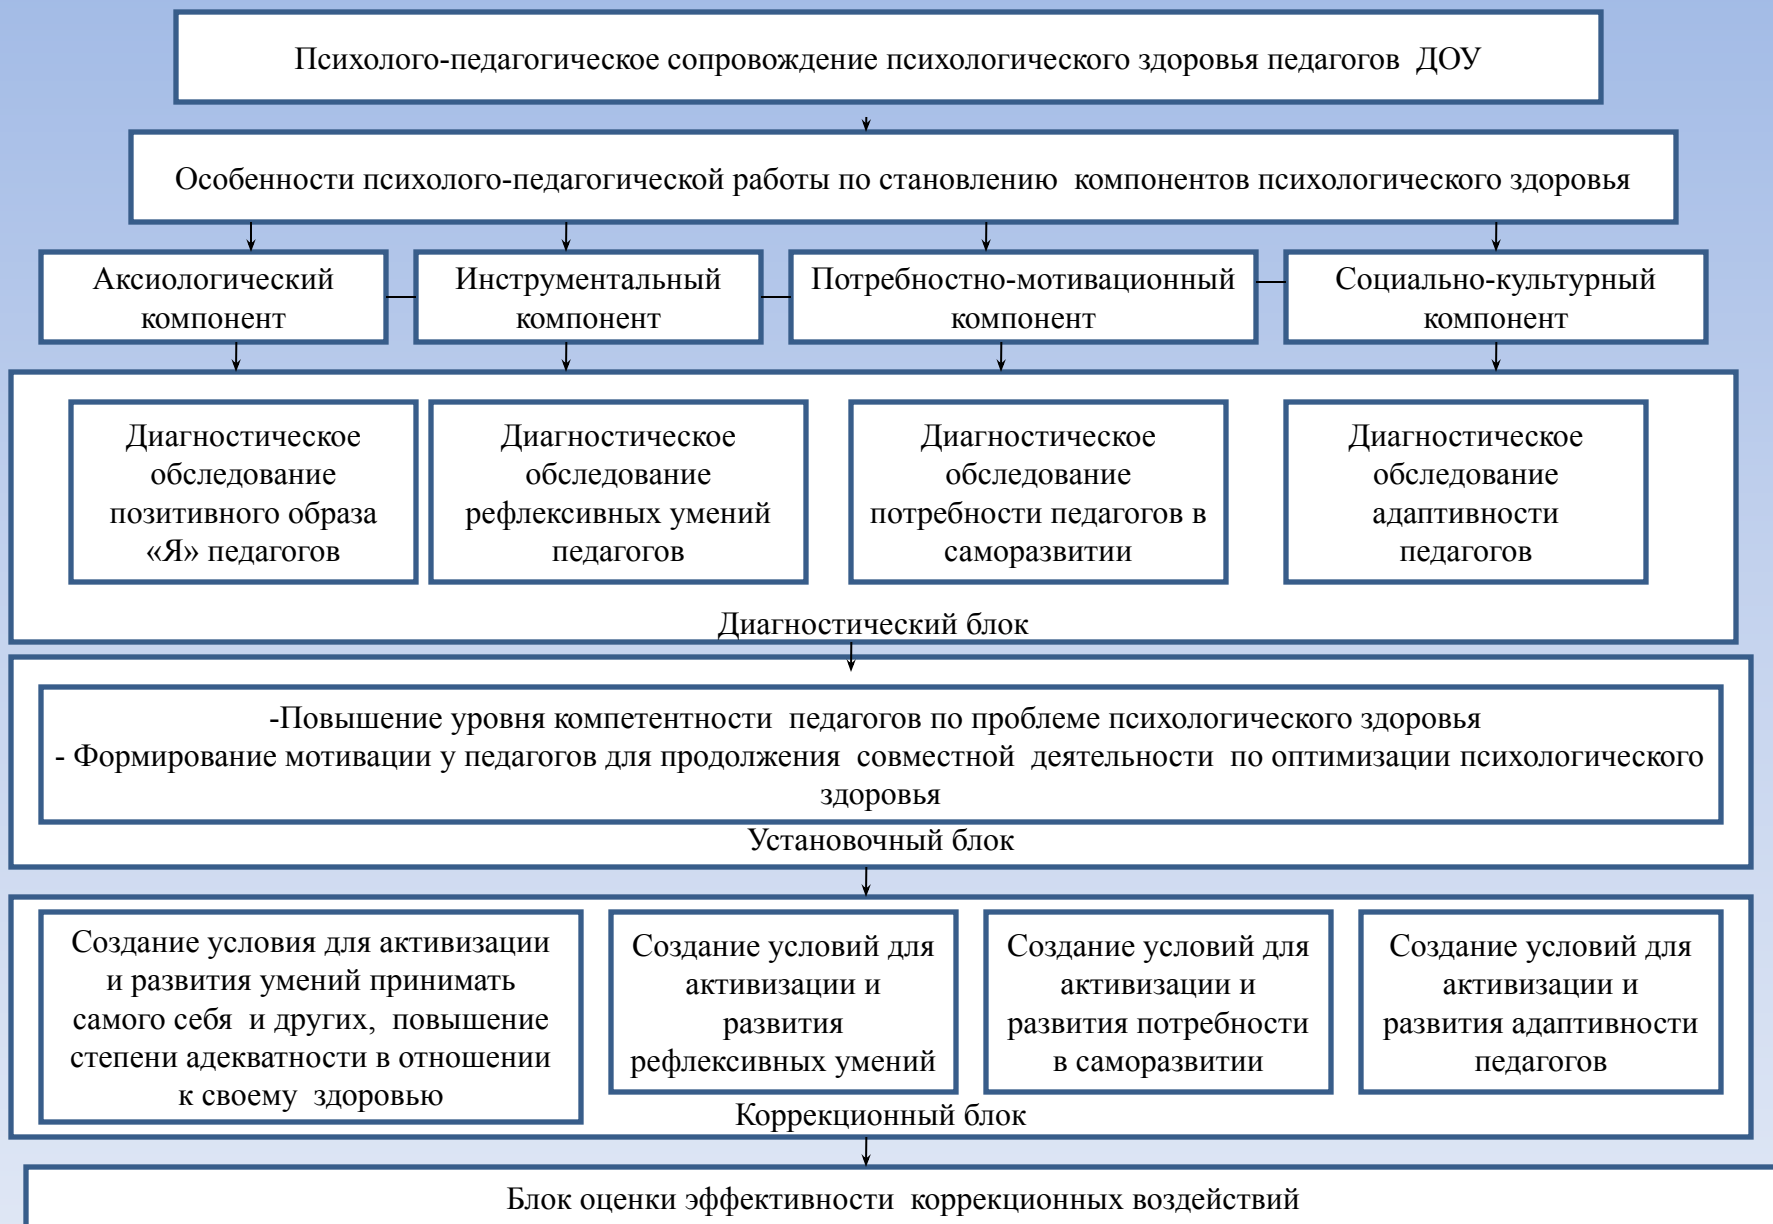 Психолого-педагогическое сопровождение психологического здоровья педагогов ДОУ
Особенности психолого-педагогической работы по становлению компонентов психологического здоровья
Аксиологический
компонент
Инструментальный
компонент
Потребностно-мотивационный
компонент
Социально-культурный
компонент
Диагностическое
обследование
позитивного образа
«Я» педагогов
Диагностическое
обследование
рефлексивных умений
педагогов
Диагностическое
обследование
потребности педагогов в
саморазвитии
Диагностическое
обследование
адаптивности
педагогов
Диагностический блок
-Повышение уровня компетентности педагогов по проблеме психологического здоровья
- Формирование мотивации у педагогов для продолжения совместной деятельности по оптимизации психологического
здоровья
Установочный блок
Создание условия для активизации
и развития умений принимать
самого себя и других, повышение
степени адекватности в отношении
к своему здоровью
Создание условий для
активизации и
развития
рефлексивных умений
Создание условий для
активизации и
развития потребности
в саморазвитии
Создание условий для
активизации и
развития адаптивности
педагогов
Коррекционный блок
Блок оценки эффективности коррекционных воздействий